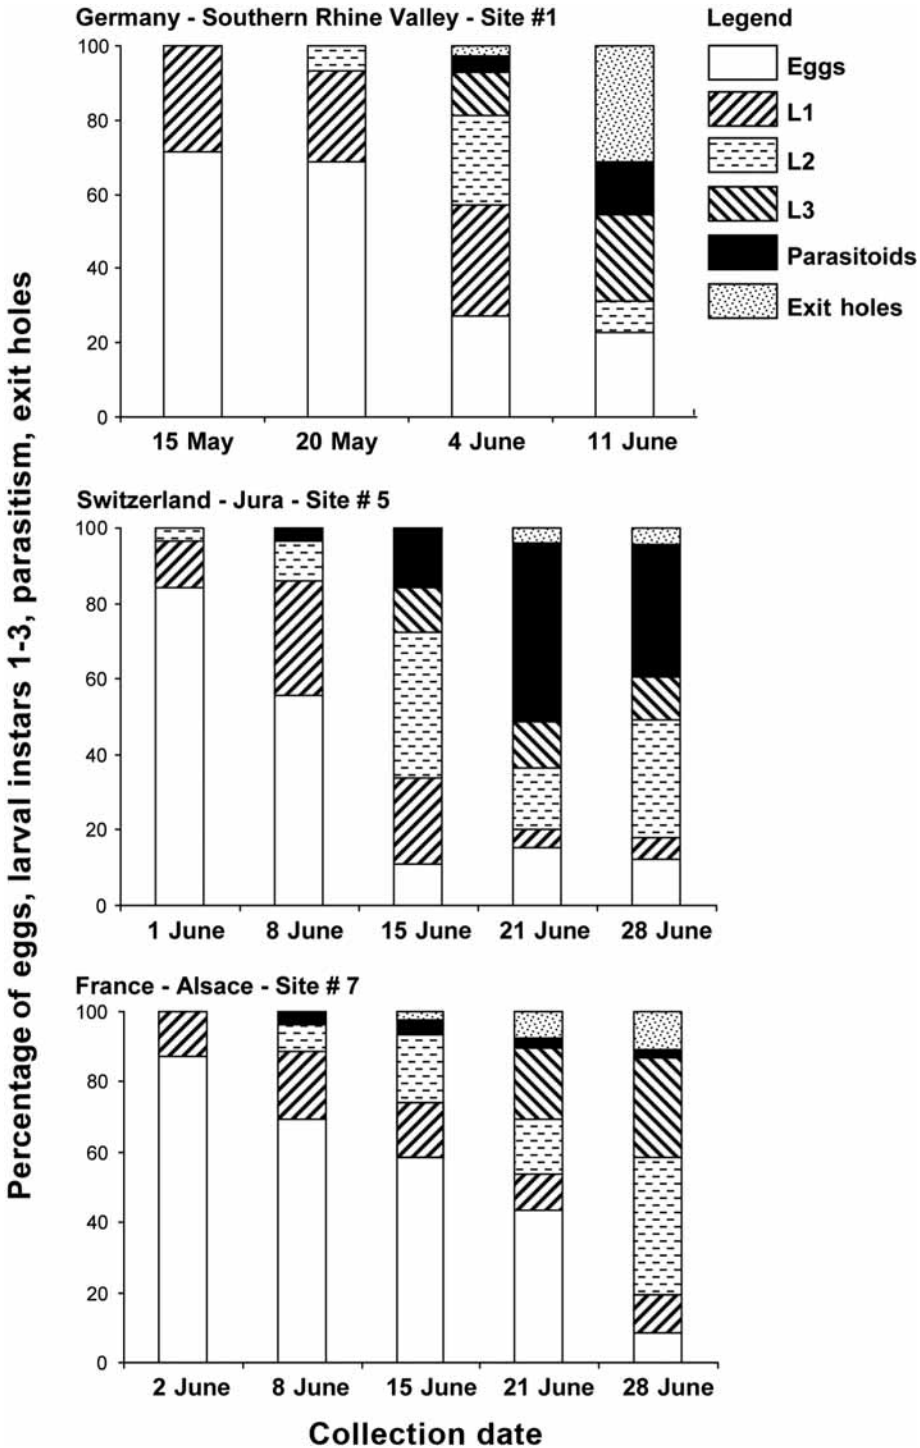 Germany - Southern Rhine Valley - Site #1
Legend
Eggs
L1
L2
L3
Parasitoids
Exit holes
100
80
60
40
20
0
15 May
20 May
4 June
11 June
Percentage of eggs, larval instars 1-3, parasitism, exit holes
Switzerland - Jura - Site # 5
100
80
60
40
20
0
1 June
8 June
15 June
21 June
28 June
France - Alsace - Site # 7
100
80
60
40
20
0
2 June
8 June
15 June
21 June
28 June
Collection date